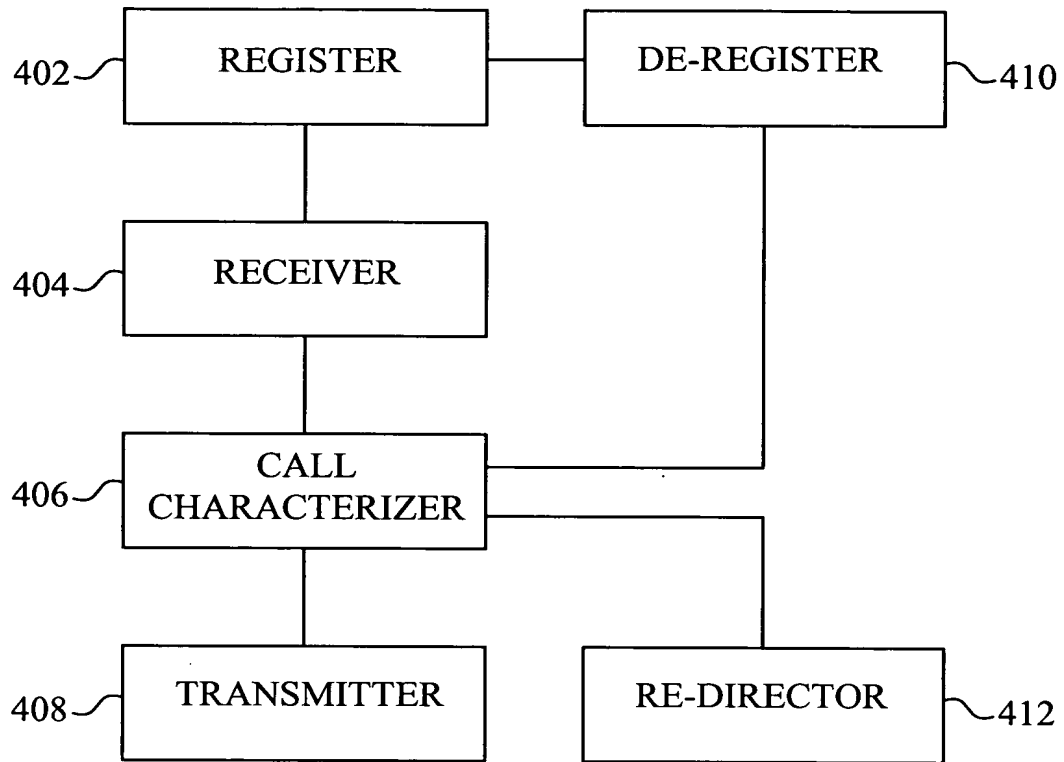 402
REGISTER
DE-REGISTER
410
404
RECEIVER
406
CALL
CHARACTERIZER
408
TRANSMITTER
RE-DIRECTOR
412